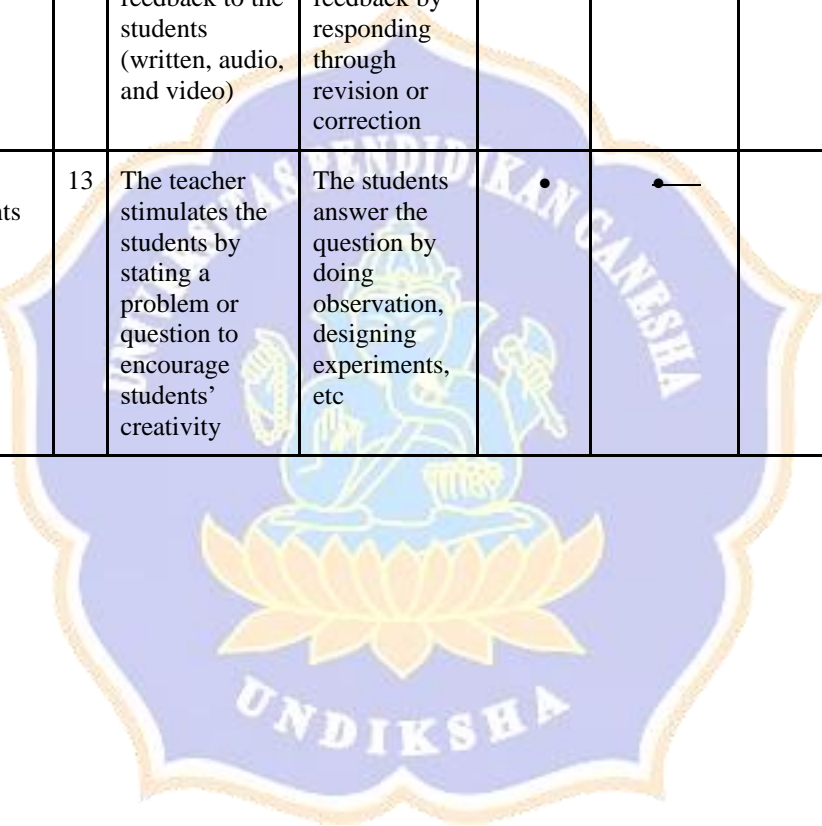 feedback to the
students
(written, audio,
and video)
feedback by
responding
through
revision or
correction
13
The teacher
stimulates the
students by
stating a
problem or
question to
encourage
students’
creativity
The students
answer the
question by
doing
observation,
designing
experiments,
etc
UNIVERSITAS PENDIDIKAN GANESHA
UNDIKSHA